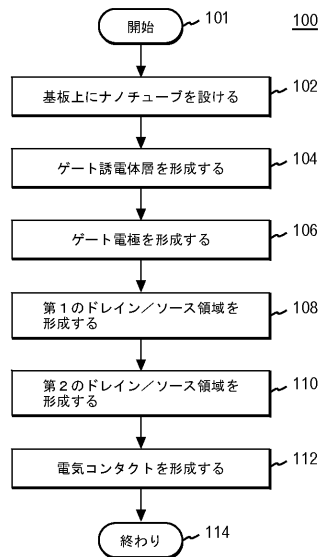 100
開始
101
基板上にナノチューブを設ける
102
ゲート誘電体層を形成する
104
ゲート電極を形成する
106
第1のドレイン／ソース領域を
形成する
108
第2のドレイン／ソース領域を
形成する
110
電気コンタクトを形成する
112
終わり
114